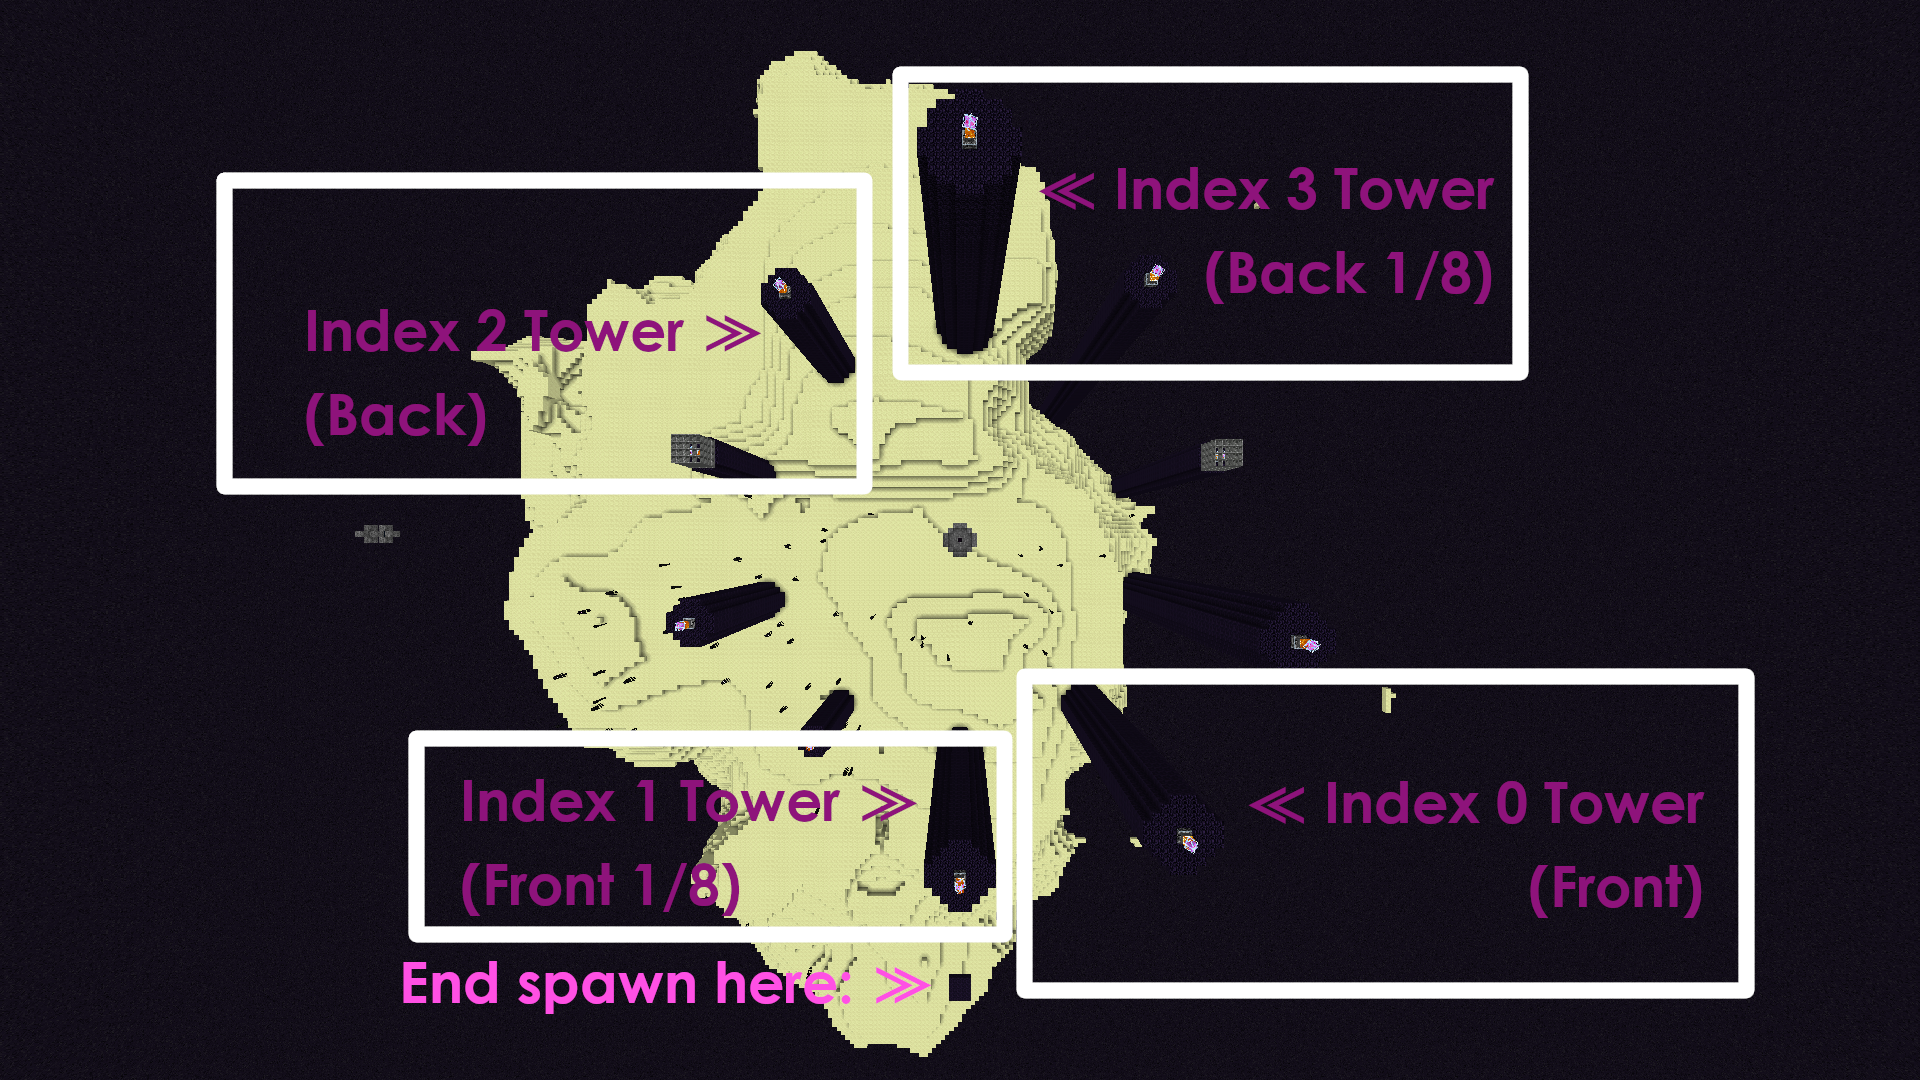 ≪ Index 3 Tower
(Back 1/8)
Index 2 Tower ≫
(Back)
Index 1 Tower ≫
(Front 1/8)
≪ Index 0 Tower
(Front)
End spawn here: ≫